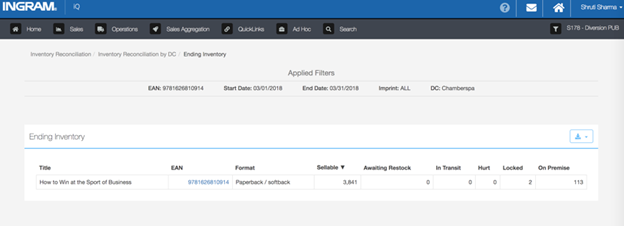 INGRAM® iQ Shruti Sharma
Home Sales Operations Sales Aggregation QuickLinks Ad Hoc Search S178 - Diversion PUB
Inventory Reconciliation / Inventory Reconciliation by DC / Ending Inventory
Applied Filters
EAN: 9781626810914 Start Date: 03/01/2018 End Date: 03/31/2018 Imprint: ALL DC: Chamberspa
Ending Inventory
Title EAN Format Sellable ▼ Awaiting Restock In Transit Hurt Locked On Premise
How to Win at the Sport of Business 9781626810914 Paperback / softback 3,841 0 0 0 2 113